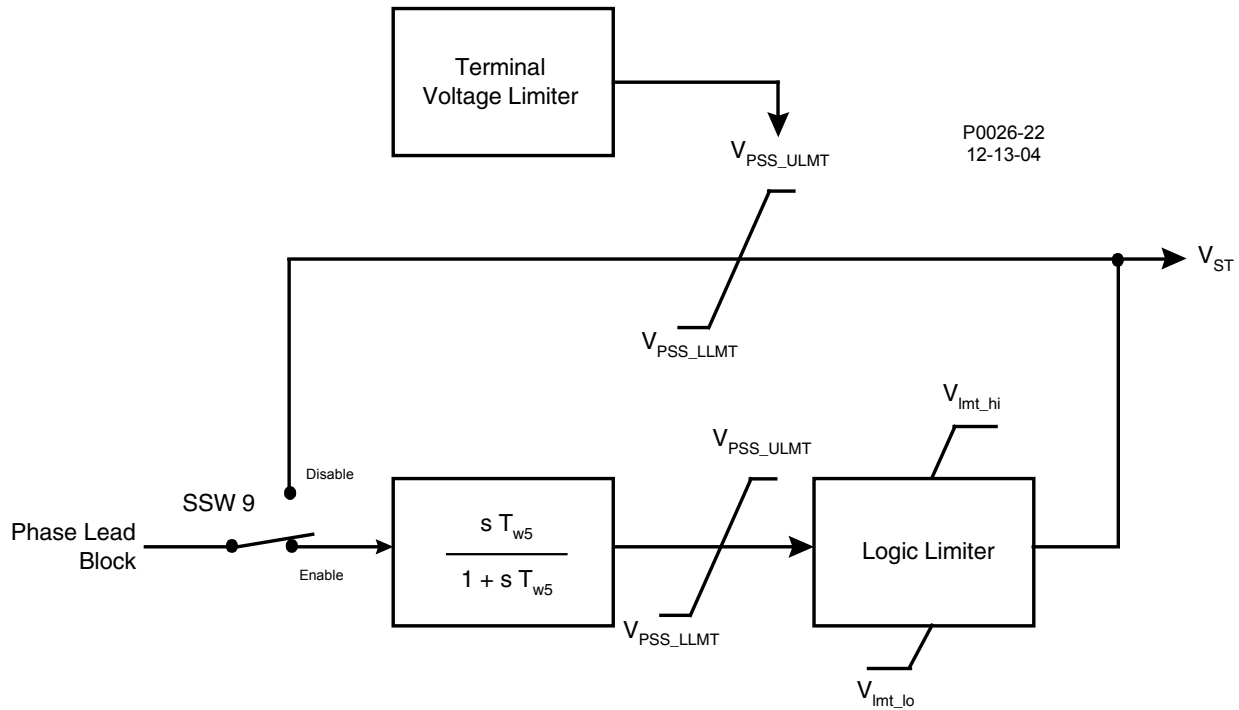 Terminal
Voltage Limiter
P0026-22
12-13-04
V_PSS_ULMT
V_ST
V_PSS_LLMT
V_lmt_hi
V_PSS_ULMT
Disable
SSW 9
Phase Lead
Block
Enable
s T_w5
1 + s T_w5
Logic Limiter
V_PSS_LLMT
V_lmt_lo